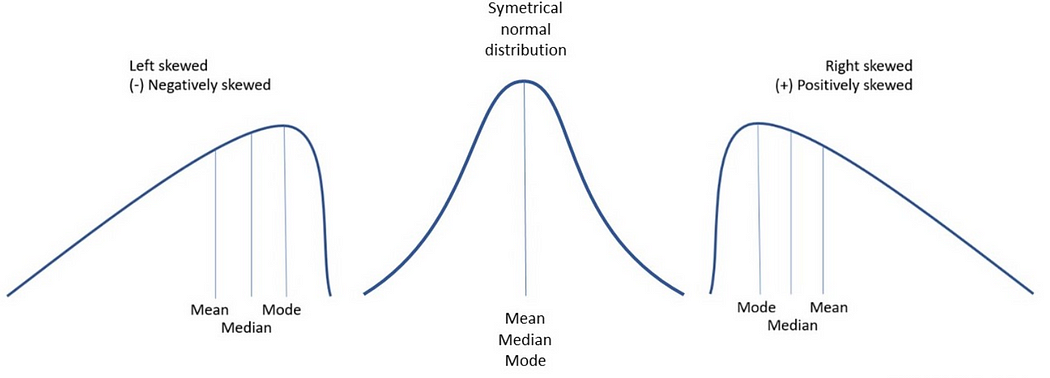 Symetrical
normal
distribution
Left skewed
(-) Negatively skewed
Right skewed
(+) Positively skewed
Mean
Mode
Median
Mean
Median
Mode
Mode
Mean
Median